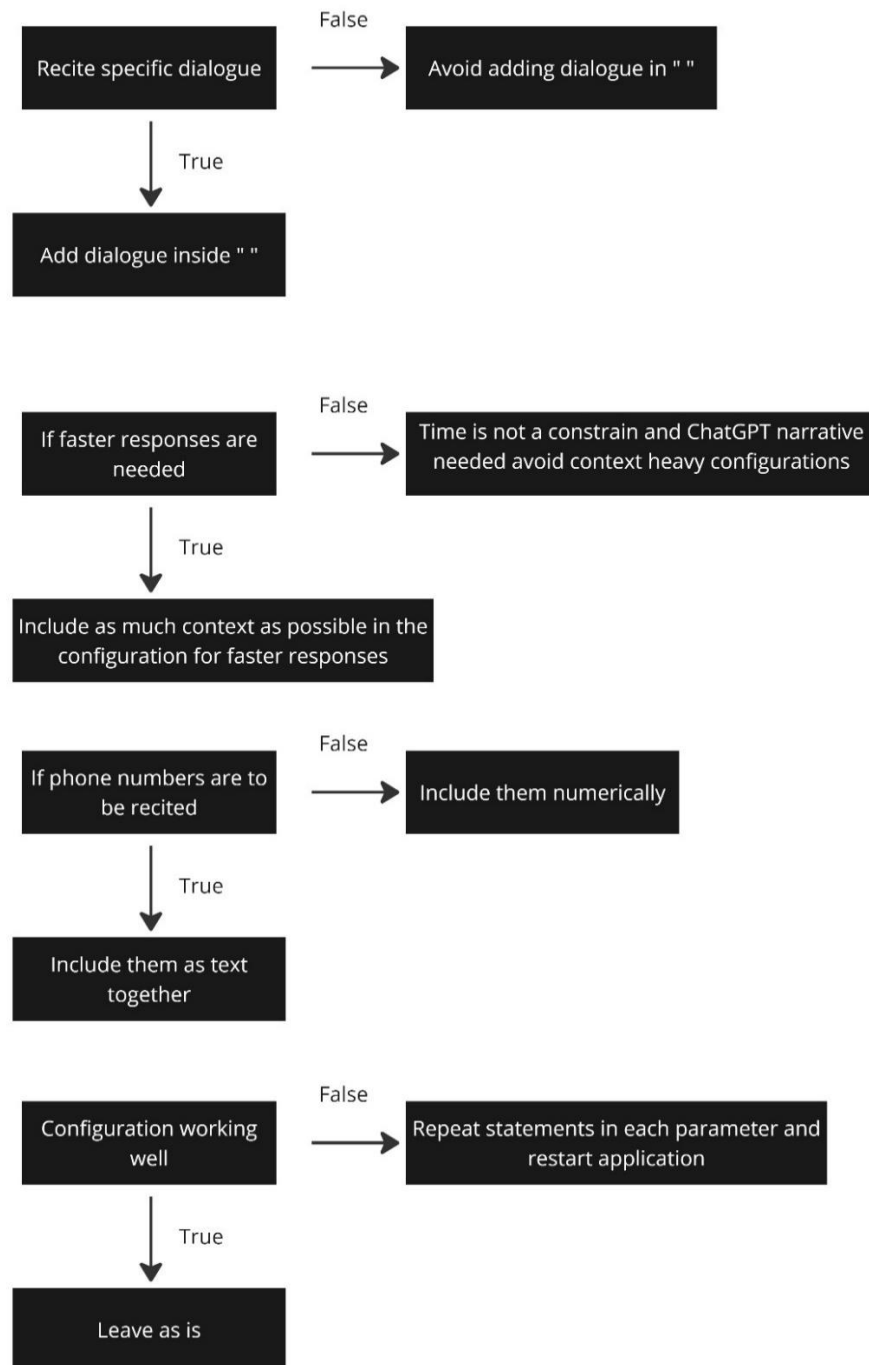 False
Recite specific dialogue
Avoid adding dialogue in " "
True
Add dialogue inside " "
False
If faster responses are
needed
Time is not a constrain and ChatGPT narrative
needed avoid context heavy configurations
True
Include as much context as possible in the
configuration for faster responses
False
If phone numbers are to
be recited
Include them numerically
True
Include them as text
together
False
Configuration working
well
Repeat statements in each parameter and
restart application
True
Leave as is